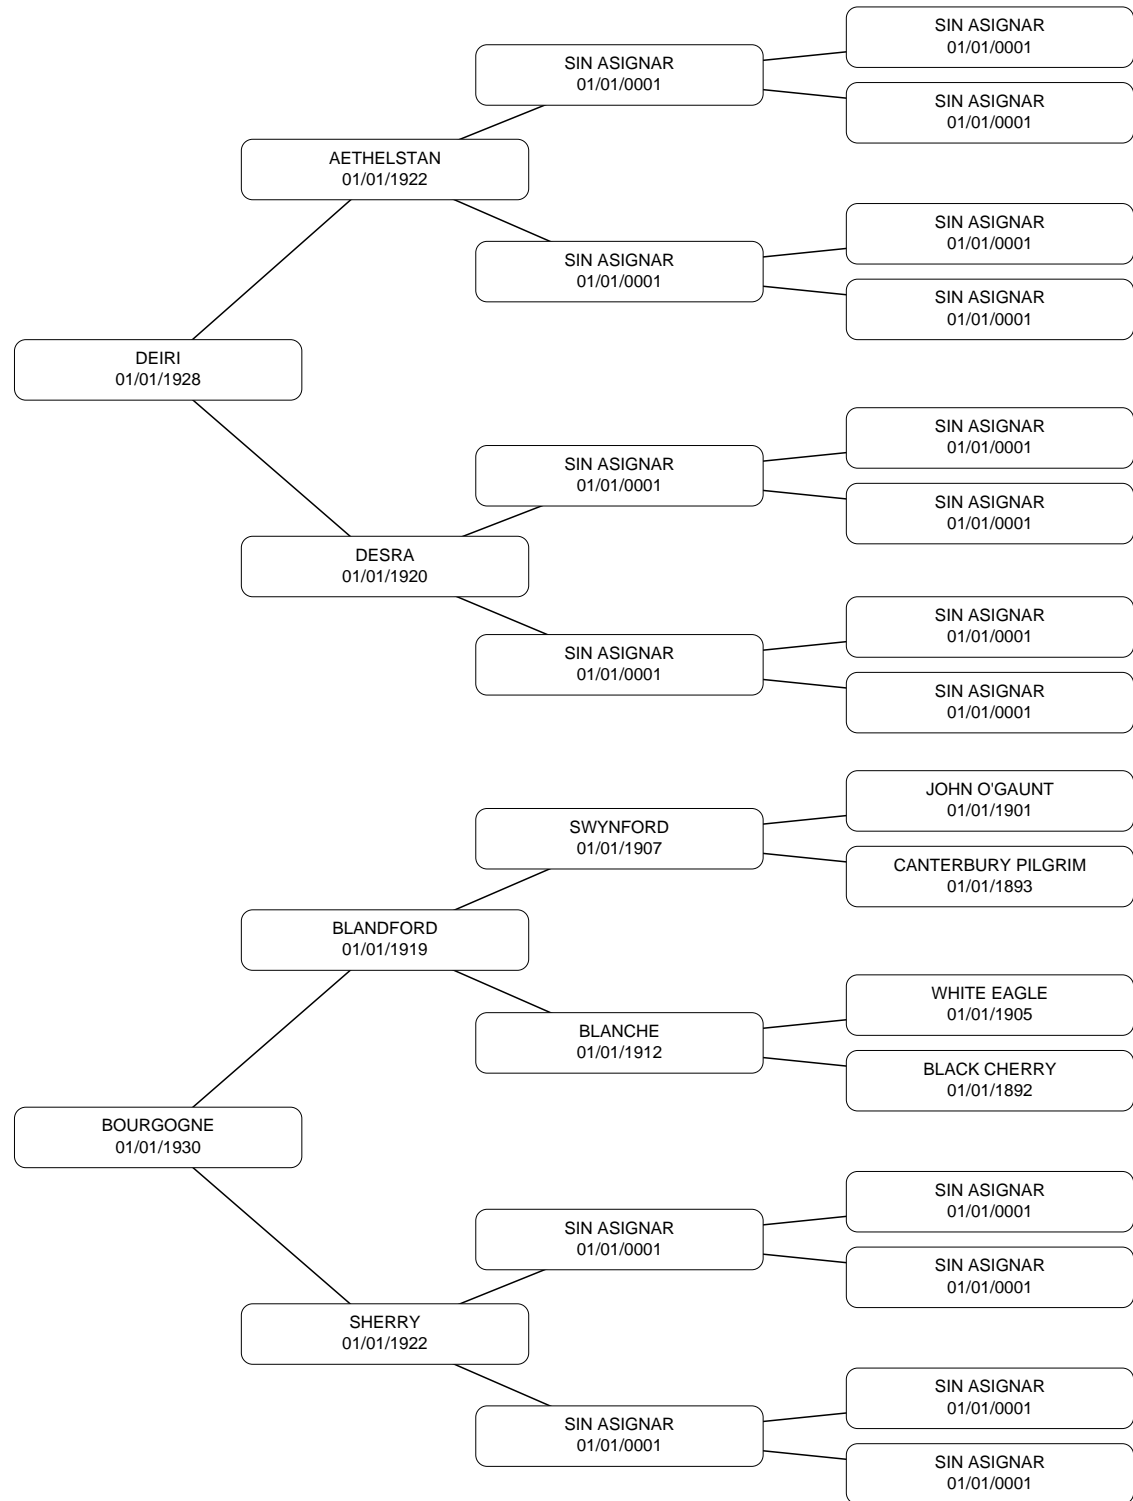 SIN ASIGNAR
01/01/0001
SIN ASIGNAR
01/01/0001
SIN ASIGNAR
01/01/0001
AETHELSTAN
01/01/1922
SIN ASIGNAR
01/01/0001
SIN ASIGNAR
01/01/0001
SIN ASIGNAR
01/01/0001
DEIRI
01/01/1928
SIN ASIGNAR
01/01/0001
SIN ASIGNAR
01/01/0001
SIN ASIGNAR
01/01/0001
DESRA
01/01/1920
SIN ASIGNAR
01/01/0001
SIN ASIGNAR
01/01/0001
SIN ASIGNAR
01/01/0001
JOHN O'GAUNT
01/01/1901
SWYNFORD
01/01/1907
CANTERBURY PILGRIM
01/01/1893
BLANDFORD
01/01/1919
WHITE EAGLE
01/01/1905
BLANCHE
01/01/1912
BLACK CHERRY
01/01/1892
BOURGOGNE
01/01/1930
SIN ASIGNAR
01/01/0001
SIN ASIGNAR
01/01/0001
SIN ASIGNAR
01/01/0001
SHERRY
01/01/1922
SIN ASIGNAR
01/01/0001
SIN ASIGNAR
01/01/0001
SIN ASIGNAR
01/01/0001